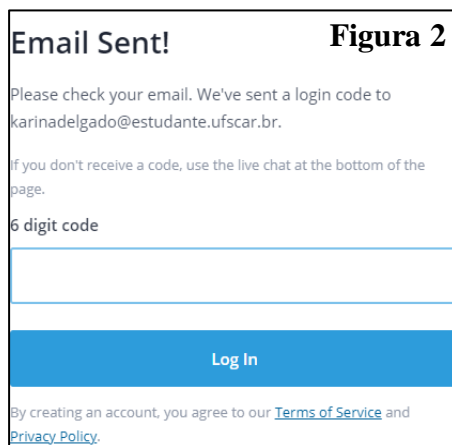 Email Sent!
Figura 2
Please check your email. We've sent a login code to
karinadelgado@estudante.ufscar.br.
If you don't receive a code, use the live chat at the bottom of the
page.
6 digit code
Log In
By creating an account, you agree to our Terms of Service and
Privacy Policy.